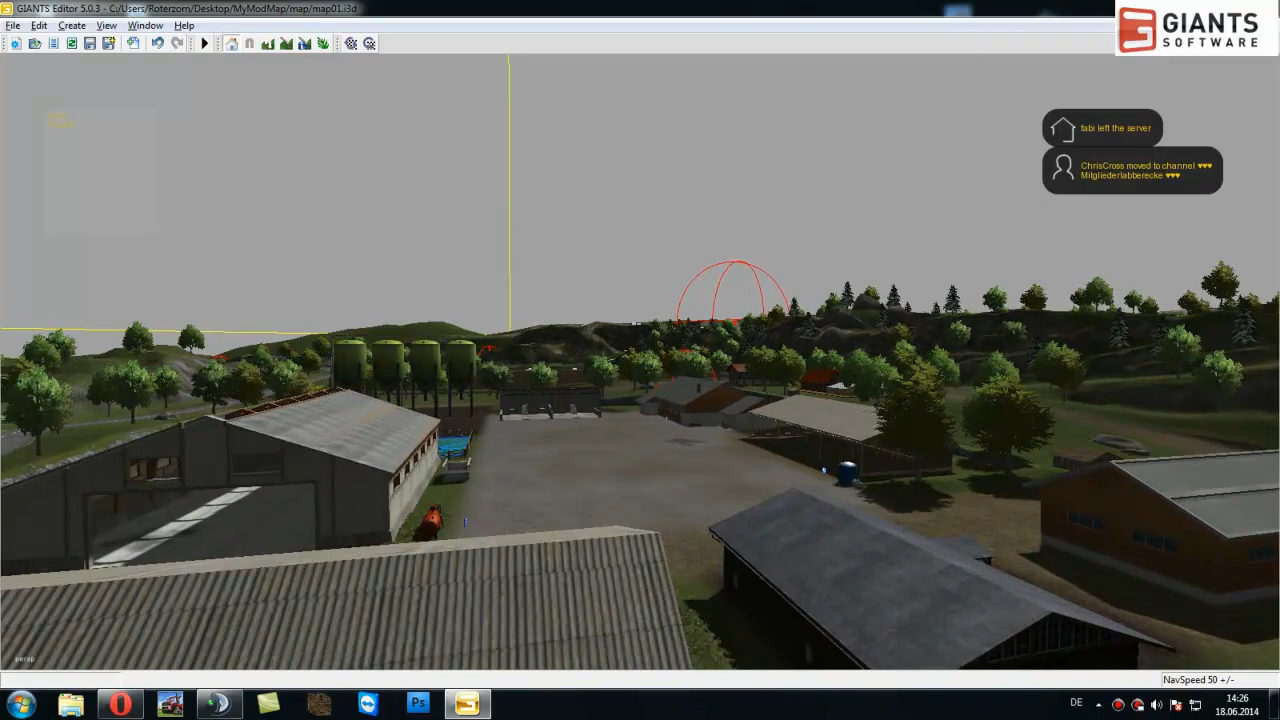 GIANTS Editor 5.0.3 - C:/Users/Roterzorn/Desktop/MyModMap/map/map01.i3d
File Edit Create View Window Help
GIANTS
SOFTWARE
fabi left the server
ChrisCross moved to channel ♥♥♥
Mitgliederlabberecke ♥♥♥
persp
NavSpeed 50 +/-
Ps
DE
14:26
18.06.2014